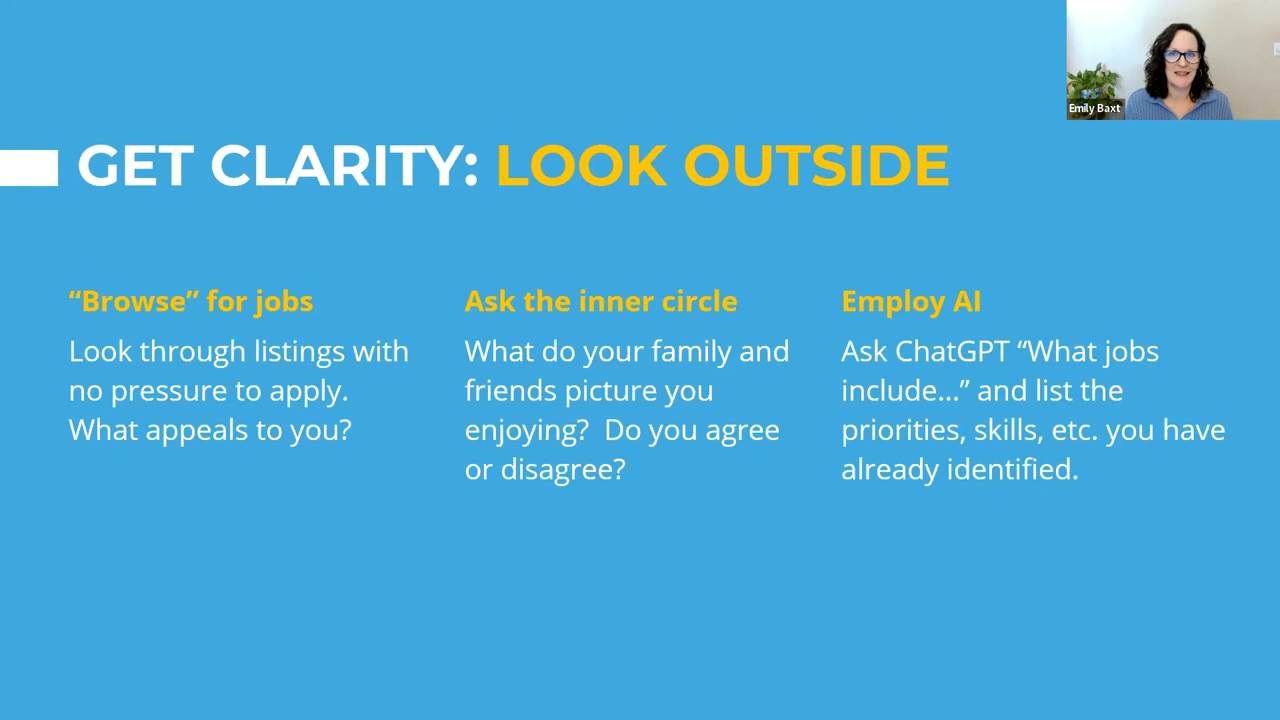 Emily Baxt
GET CLARITY: LOOK OUTSIDE
“Browse” for jobs
Look through listings with
no pressure to apply.
What appeals to you?
Ask the inner circle
What do your family and
friends picture you
enjoying?  Do you agree
or disagree?
Employ AI
Ask ChatGPT “What jobs
include...” and list the
priorities, skills, etc. you have
already identified.